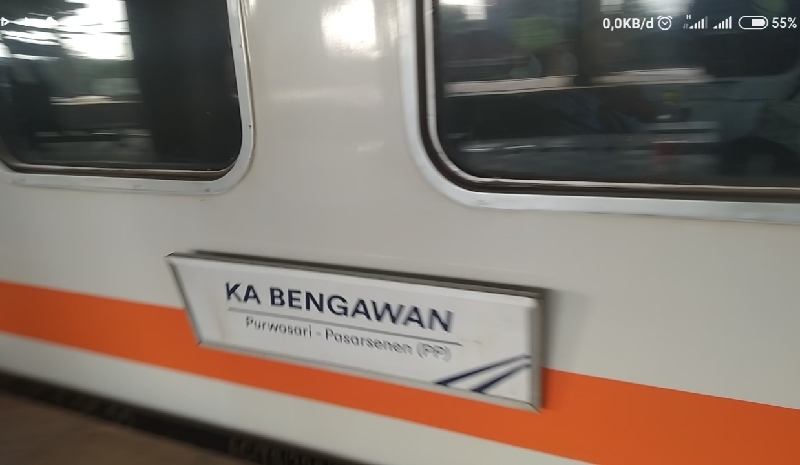 0,0KB/d 55%
KA BENGAWAN
Purwosari - Pasarsenen (PP)